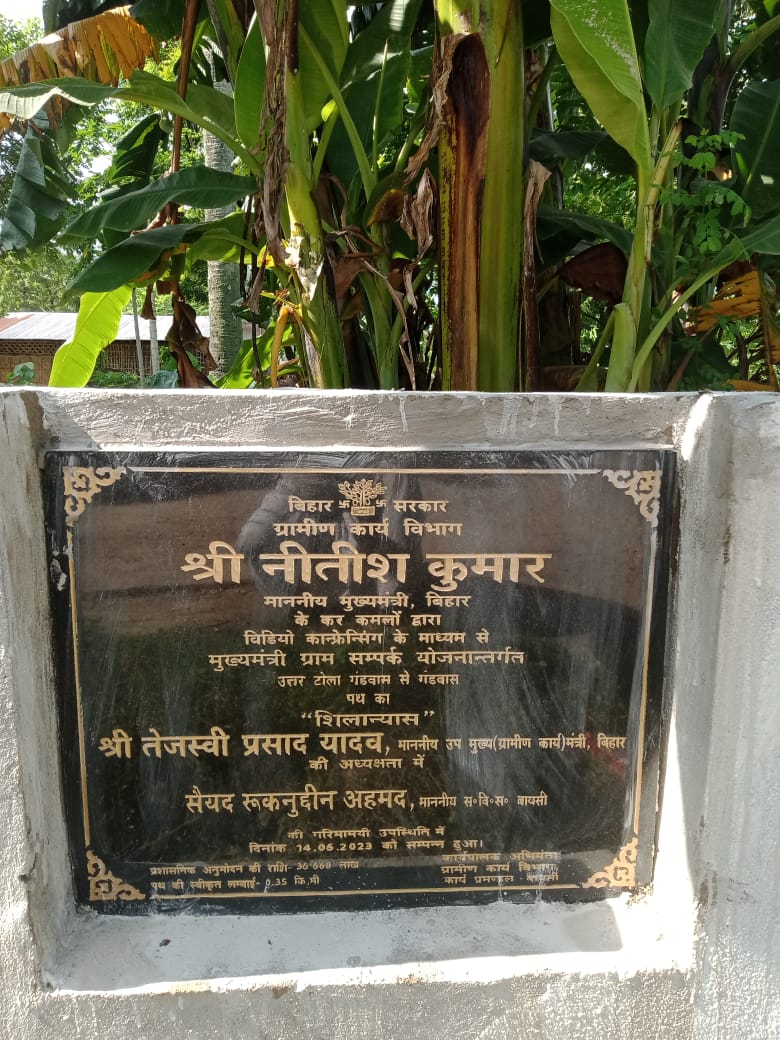 बिहार सरकार
ग्रामीण कार्य विभाग
श्री नीतीश कुमार
माननीय मुख्यमंत्री, बिहार
के कर कमलों द्वारा
विडियो कान्फ्रेन्सिंग के माध्यम से
मुख्यमंत्री ग्राम सम्पर्क योजनान्तर्गत
उत्तर टोला गंडवास से गंडवास
पथ का
“शिलान्यास”
श्री तेजस्वी प्रसाद यादव, माननीय उप मुख्य(ग्रामीण कार्य)मंत्री, बिहार
की अध्यक्षता में
सैयद रूकनुद्दीन अहमद, माननीय स॰वि॰स॰ बायसी
की गरिमामयी उपस्थिति में
दिनांक 14.06.2023 को सम्पन्न हुआ।
प्रशासनिक अनुमोदन की राशि- 30.668 लाख
पथ की स्वीकृत लम्बाई- 0.35 कि.मी
कार्यपालक अभियंता
ग्रामीण कार्य विभाग,
कार्य प्रमण्डल - बायसी